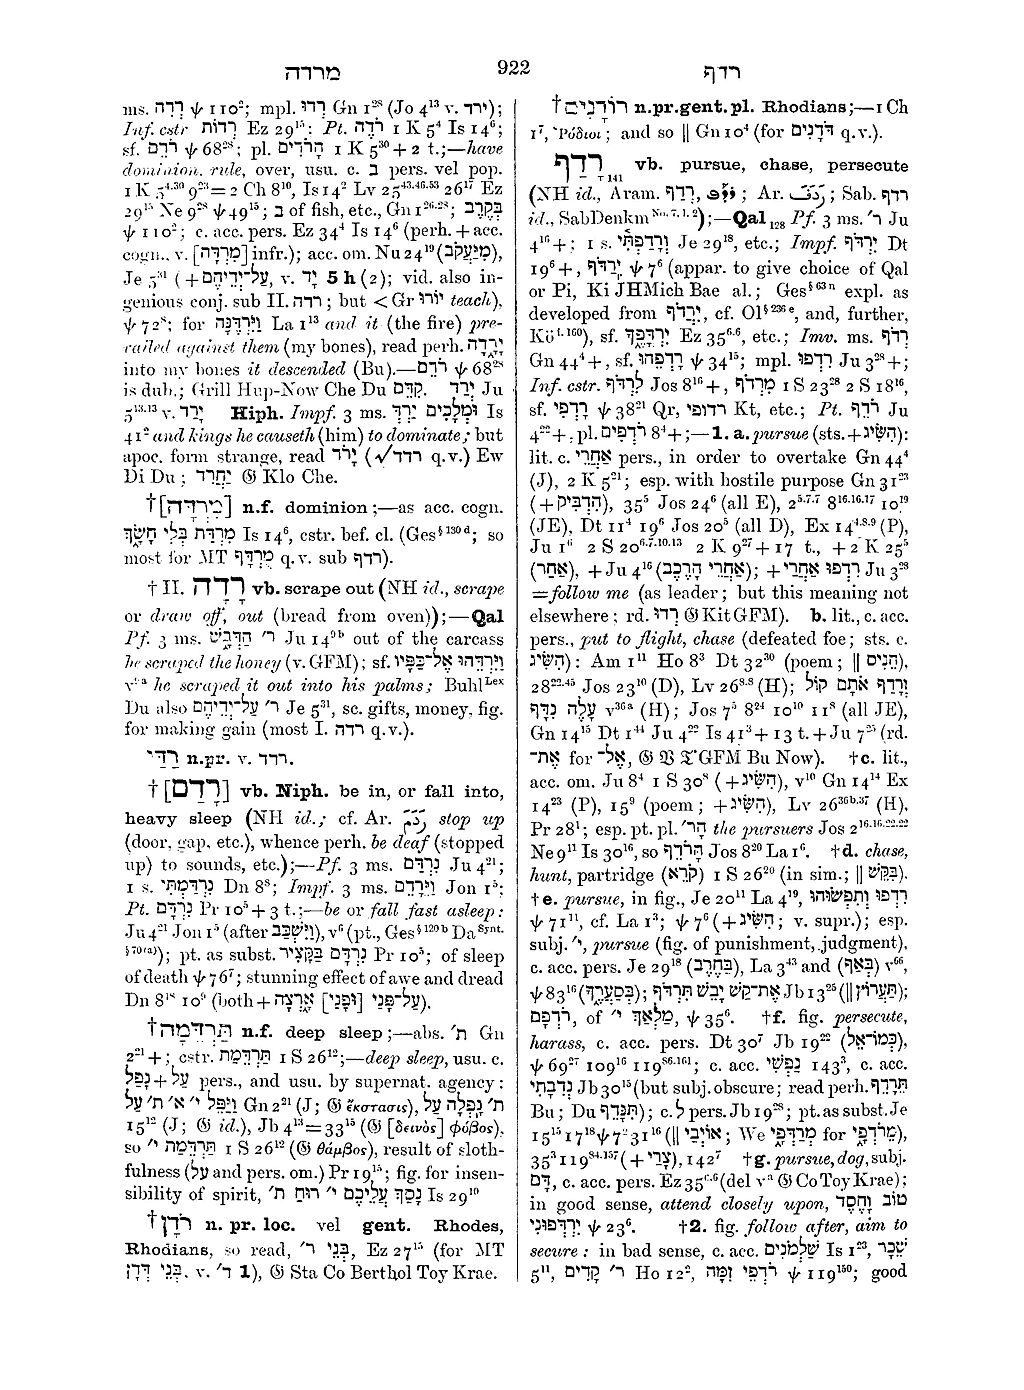 מרדה 922 רדף
ms. רָדָה ψ 110²; mpl. רְדוּ Gn 1²⁸ (Jo 4¹³ v. ירד);
Inf. cstr רְדוֹת Ez 29¹⁵; Pt. רֹדֶה 1 K 5⁴ Is 14⁶;
sf. רֹדֵם ψ 68²⁸; pl. הָרֹדִים 1 K 5³⁰ + 2 t.;—have
dominion, rule, over, usu. c. ב pers. vel pop.
1 K 5⁴·³⁰ 9²³ = 2 Ch 8¹⁰, Is 14² Lv 25⁴³·⁴⁶·⁵³ 26¹⁷ Ez
29¹⁵ Ne 9²⁸ ψ 49¹⁵; ב of fish, etc., Gn 1²⁶·²⁸; בְּקֶרֶב
ψ 110²; c. acc. pers. Ez 34⁴ Is 14⁶ (perh. + acc.
cogn., v. [מִרְדָּה] infr.); acc. om. Nu 24¹⁹ (מִיַּעֲקֹב),
Je 5³¹ (+ עַל־יְדֵיהֶם, v. יָד 5 h (2); vid. also in-
genious conj. sub II. רדה; but < Gr יוֹרוּ teach),
ψ 72⁸; for וַיִּרְדֶּנָּה La 1¹³ and it (the fire) pre-
vailed against them (my bones), read perh. יָרְדָה
into my bones it descended (Bu).—רֹדֵם ψ 68²⁸
is dub.; Grill Hup-Now Che Du קִדֵּם. יְרַד Ju
5¹³·¹³ v. יָרַד. Hiph. Impf. 3 ms. וּמְלָכִים יַרְדְּ Is
41² and kings he causeth (him) to dominate; but
apoc. form strange, read יָרֹד (√רדד q.v.) Ew
Di Du; יחרד 𝔊 Klo Che.
†[מִרְדָּה] n.f. dominion;—as acc. cogn.
מִרְדַּת בְּלִי חָשָׂךְ Is 14⁶, cstr. bef. cl. (Ges§ ¹³⁰ ᵈ; so
most for MT מֻרְדָּף q.v. sub רדף).
† II. רָדָה vb. scrape out (NH id., scrape
or draw off, out (bread from oven));—Qal
Pf. 3 ms. ר׳ הַדְּבַשׁ Ju 14⁹ᵇ out of the carcass
he scraped the honey (v. GFM); sf. וַיִּרְדֵּהוּ אֶל־כַּפָּיו
v⁹ᵃ he scraped it out into his palms; Buhl ᴸᵉˣ
Du also ר׳ עַל־יְדֵיהֶם Je 5³¹, sc. gifts, money, fig.
for making gain (most I. רדה q.v.).
רַדַּי n.pr. v. רדד.
†[רָדַם] vb. Niph. be in, or fall into,
heavy sleep (NH id.; cf. Ar. رَدَمَ stop up
(door, gap, etc.), whence perh. be deaf (stopped
up) to sounds, etc.);—Pf. 3 ms. נִרְדָּם Ju 4²¹;
1 s. נִרְדַּמְתִּי Dn 8⁸; Impf. 3 ms. וַיֵּרָדַם Jon 1⁵;
Pt. נִרְדָּם Pr 10⁵ + 3 t.;—be or fall fast asleep:
Ju 4²¹ Jon 1⁵ (after וַיִּשְׁכַּב), v⁶ (pt., Ges§ ¹²⁰ ᵇ Da ˢʸⁿᵗ·
§ ⁷⁰⁽ᵃ⁾); pt. as subst. נִרְדָּם בַּקָּצִיר Pr 10⁵; of sleep
of death ψ 76⁷; stunning effect of awe and dread
Dn 8¹⁸ 10⁹ (both + עַל־פָּנַי [וּפָנַי] אָרְצָה).
†תַּרְדֵּמָה n.f. deep sleep;—abs. ת׳ Gn
2²¹ +; cstr. תַּרְדֵּמַת 1 S 26¹²;—deep sleep, usu. c.
נָפַל + עַל pers., and usu. by supernat. agency:
וַיַּפֵּל י׳ א׳ ת׳ עַל Gn 2²¹ (J; 𝔊 ἔκστασις), ת׳ נָפְלָה עַל
15¹² (J; 𝔊 id.), Jb 4¹³ = 33¹⁵ (𝔊 [δεινὸς] φόβος),
so תַּרְדֵּמַת י׳ 1 S 26¹² (𝔊 θάμβος), result of sloth-
fulness (עַל and pers. om.) Pr 19¹⁵; fig. for insen-
sibility of spirit, נָסַךְ עֲלֵיכֶם י׳ רוּחַ ת׳ Is 29¹⁰
†רֹדָן n. pr. loc. vel gent. Rhodes,
Rhodians, so read, בְּנֵי ר׳, Ez 27¹⁵ (for MT
בְּנֵי דְדָן, v. ד׳ 1), 𝔊 Sta Co Berthol Toy Krae.
†רוֹדָנִים n.pr.gent.pl. Rhodians;—1 Ch
1⁷, Ῥόδιοι; and so ‖ Gn 10⁴ (for דֹּדָנִים q.v.).
רָדַף ₁₄₁ vb. pursue, chase, persecute
(NH id., Aram. רְדַף, ; Ar. رَدَفَ; Sab. רדף
id., SabDenkm ᴺᵒ·⁷·¹·²);—Qal ₁₂₈ Pf. 3 ms. ר׳ Ju
4¹⁶ +; 1 s. וְרָדַפְתִּי Je 29¹⁸, etc.; Impf. יִרְדֹּף Dt
19⁶ +, יִרַדֹּף ψ 7⁶ (appar. to give choice of Qal
or Pi, Ki JHMich Bae al.; Ges§ ⁶³ ⁿ expl. as
developed from יִרְדֹּף, cf. Ol§ ²³⁶ ᵉ, and, further,
Köⁱ·¹⁶⁰), sf. יִרְדְּפֶךָ Ez 35⁶·⁶, etc.; Imv. ms. רְדֹף
Gn 44⁴ +, sf. רָדְפֵהוּ ψ 34¹⁵; mpl. רִדְפוּ Ju 3²⁸ +;
Inf. cstr. לִרְדֹּף Jos 8¹⁶ +, מִרְדֹף 1 S 23²⁸ 2 S 18¹⁶,
sf. רָדְפִי ψ 38²¹ Qr, רדופי Kt, etc.; Pt. רֹדֵף Ju
4²² +, pl. רֹדְפִים 8⁴ +;—1. a. pursue (sts. + הִשִּׂיג):
lit. c. אַחֲרֵי pers., in order to overtake Gn 44⁴
(J), 2 K 5²¹; esp. with hostile purpose Gn 31²³
(+ הִדְבִּיק), 35⁵ Jos 24⁶ (all E), 2⁵·⁷·⁷ 8¹⁶·¹⁶·¹⁷ 10¹⁹
(JE), Dt 11⁴ 19⁶ Jos 20⁵ (all D), Ex 14⁴·⁸·⁹ (P),
Ju 1⁶ 2 S 20⁶·⁷·¹⁰·¹³ 2 K 9²⁷ + 17 t., + 2 K 25⁵
(אַחַר), + Ju 4¹⁶ (אַחֲרֵי הָרֶכֶב); + רִדְפוּ אַחֲרַי Ju 3²⁸
= follow me (as leader; but this meaning not
elsewhere; rd. רְדוּ 𝔊 Kit GFM). b. lit., c. acc.
pers., put to flight, chase (defeated foe; sts. c.
הִשִּׂיג): Am 1¹¹ Ho 8³ Dt 32³⁰ (poem; ‖ הֵנִיס),
28²²·⁴⁵ Jos 23¹⁰ (D), Lv 26⁸·⁸ (H); וְרָדַף אֹתָם קוֹל
עָלֶה נִדָּף v³⁶ᵃ (H); Jos 7⁵ 8²⁴ 10¹⁰ 11⁸ (all JE),
Gn 14¹⁵ Dt 1⁴⁴ Ju 4²² Is 41³ + 13 t. + Ju 7²⁵ (rd.
אֶת־ for אֶל־, 𝔊 𝔙 𝔗 GFM Bu Now). †c. lit.,
acc. om. Ju 8⁴ 1 S 30⁸ (+ הִשִּׂיג), v¹⁰ Gn 14¹⁴ Ex
14²³ (P), 15⁹ (poem; + הִשִּׂיג), Lv 26³⁶ᵇ·³⁷ (H),
Pr 28¹; esp. pt. pl. הָר׳ the pursuers Jos 2¹⁶·¹⁶·²²·²²
Ne 9¹¹ Is 30¹⁶, so הָרֹדֵף Jos 8²⁰ La 1⁶. †d. chase,
hunt, partridge (קֹרֵא) 1 S 26²⁰ (in sim.; ‖ בִּקֵּשׁ).
†e. pursue, in fig., Je 20¹¹ La 4¹⁹, רִדְפוּ וְתִפְשׂוּהוּ
ψ 71¹¹, cf. La 1³; ψ 7⁶ (+ הִשִּׂיג; v. supr.); esp.
subj. י׳, pursue (fig. of punishment, judgment),
c. acc. pers. Je 29¹⁸ (בַּחֶרֶב), La 3⁴³ and (בְּאַף) v⁶⁶,
ψ 83¹⁶ (בְּסַעֲרֶךָ); אֶת־קַשׁ יָבֵשׁ תִּרְדֹּף Jb 13²⁵ (‖ תַּעֲרוֹץ);
רֹדְפָם, of מַלְאַךְ י׳, ψ 35⁶. †f. fig. persecute,
harass, c. acc. pers. Dt 30⁷ Jb 19²² (כְּמוֹ־אֵל),
ψ 69²⁷ 109¹⁶ 119⁸⁶·¹⁶¹; c. acc. נַפְשִׁי 143³, c. acc.
נְדִבָתִי Jb 30¹⁵ (but subj. obscure; read perh. תֵּרָדֵף
Bu; Du תִּנָּדֵף); c. ל pers. Jb 19²⁸; pt. as subst. Je
15¹⁵ 17¹⁸ ψ 7² 31¹⁶ (‖ אוֹיְבַי; We מְרַדְּפַי for מֵרֹדְפַי),
35³ 119⁸⁴·¹⁵⁷ (+ צָרַי), 142⁷ †g. pursue, dog, subj.
דָּם, c. acc. pers. Ez 35⁶·⁶ (del vᵃ 𝔊 Co Toy Krae);
in good sense, attend closely upon, טוֹב וָחֶסֶד
יִרְדְּפוּנִי ψ 23⁶. †2. fig. follow after, aim to
secure: in bad sense, c. acc. שַׁלְמֹנִים Is 1²³, שֵׁכָר
5¹¹, ר׳ קָדִים Ho 12², רֹדְפֵי זִמָּה ψ 119¹⁵⁰; good